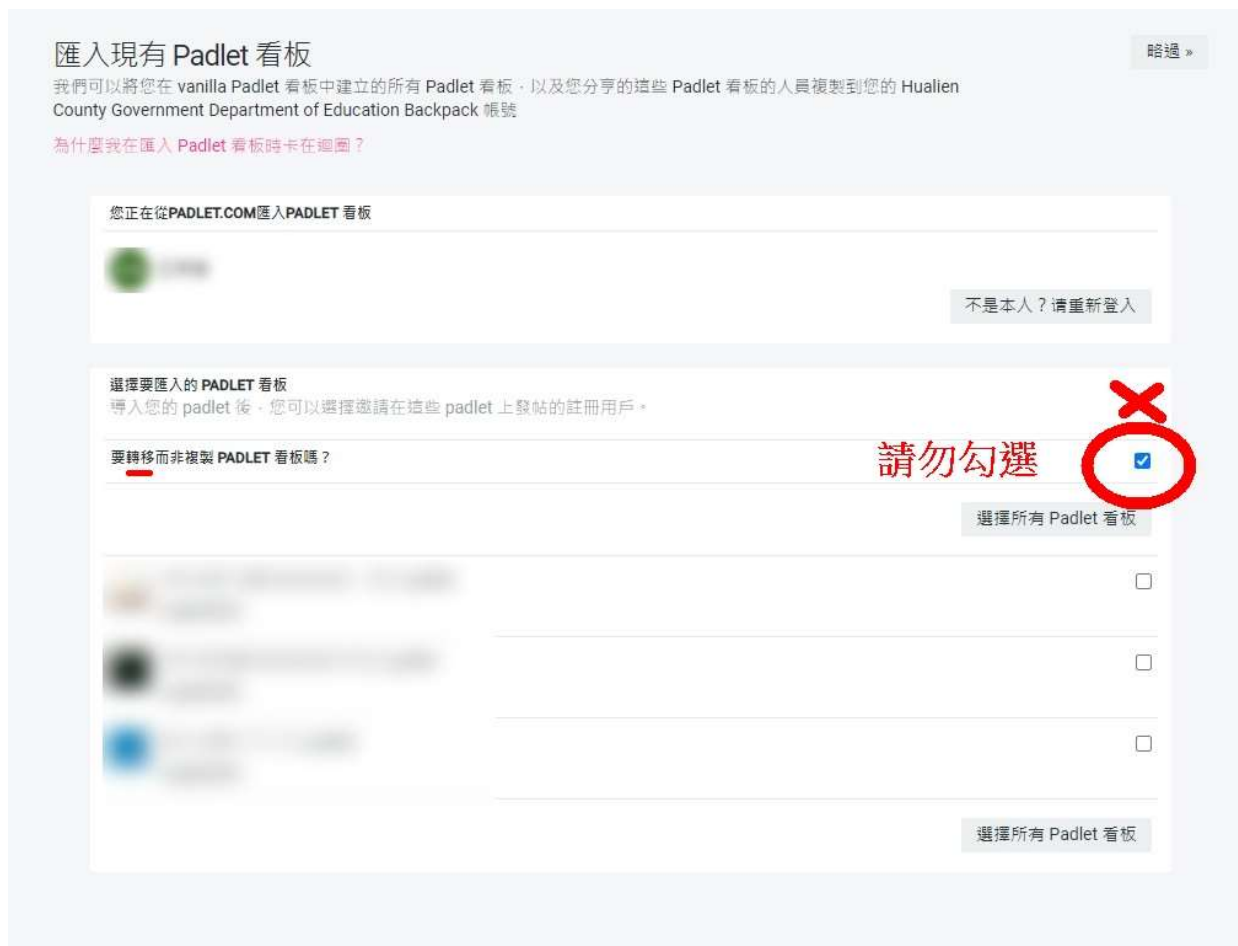 匯入現有 Padlet 看板
略過 »
我們可以將您在 vanilla Padlet 看板中建立的所有 Padlet 看板,以及您分享的這些 Padlet 看板的人員複製到您的 Hualien
County Government Department of Education Backpack 帳號
為什麼我在匯入 Padlet 看板時卡在迴圈?
您正在從PADLET.COM匯入PADLET 看板
不是本人?请重新登入
選擇要匯入的 PADLET 看板
導入您的 padlet 後,您可以選擇邀請在這些 padlet 上發帖的註冊用戶。
要轉移而非複製 PADLET 看板嗎?
請勿勾選
選擇所有 Padlet 看板
選擇所有 Padlet 看板